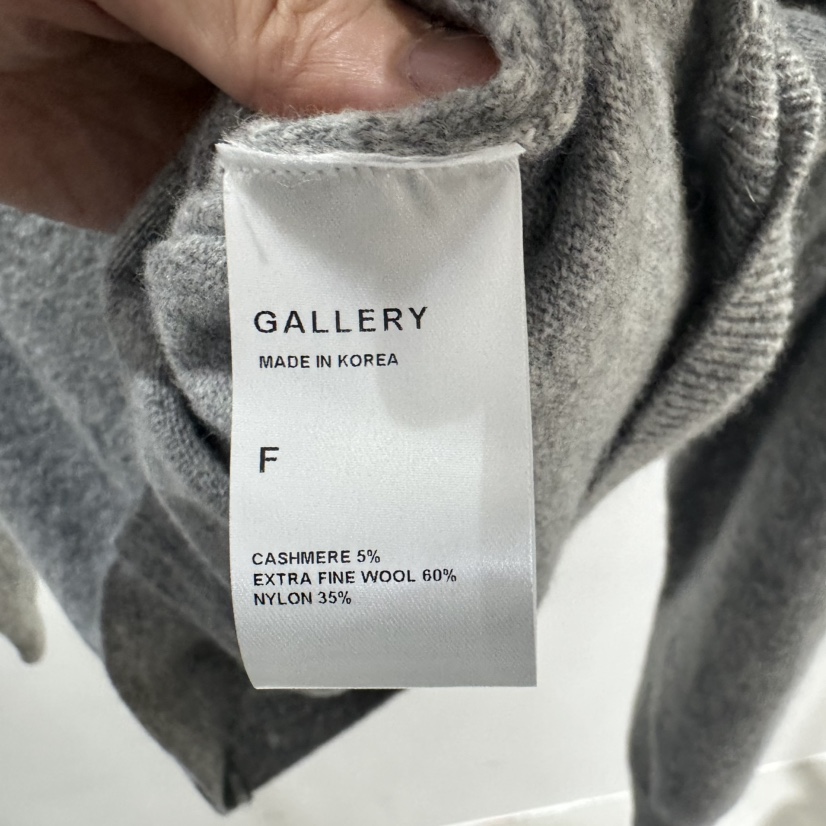 GALLERY
MADE IN KOREA
F
CASHMERE 5%
EXTRA FINE WOOL 60%
NYLON 35%